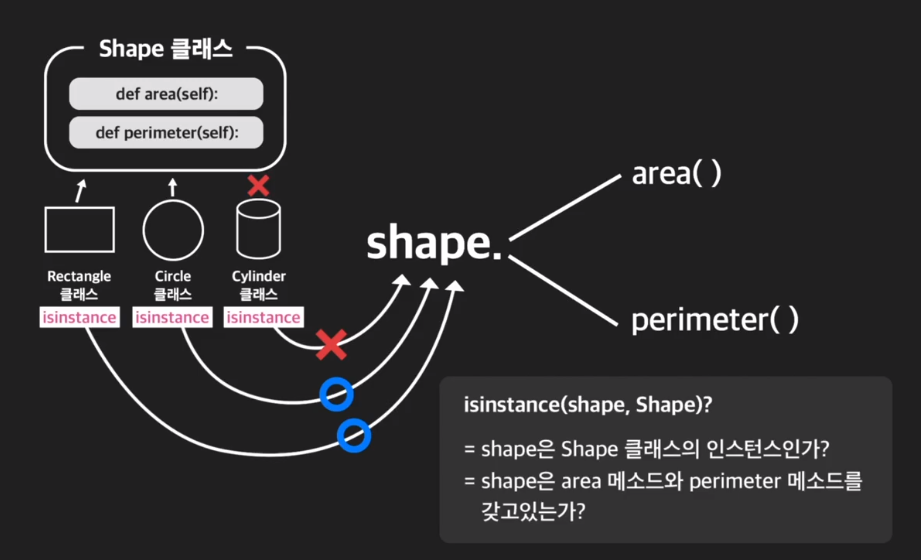 Shape 클래스
def area(self):
def perimeter(self):
Rectangle
클래스
isinstance
Circle
클래스
isinstance
Cylinder
클래스
isinstance
shape.
area( )
perimeter( )
isinstance(shape, Shape)?
= shape은 Shape 클래스의 인스턴스인가?
= shape은 area 메소드와 perimeter 메소드를
갖고있는가?